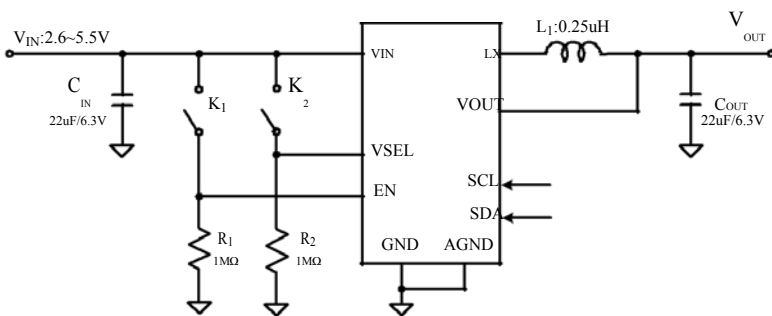 VIN:2.6~5.5V
CIN
22uF/6.3V
K1
K2
VIN
VSEL
EN
GND
AGND
LX
VOUT
SCL
SDA
L1:0.25uH
VOUT
COUT
22uF/6.3V
R1
1MΩ
R2
1MΩ